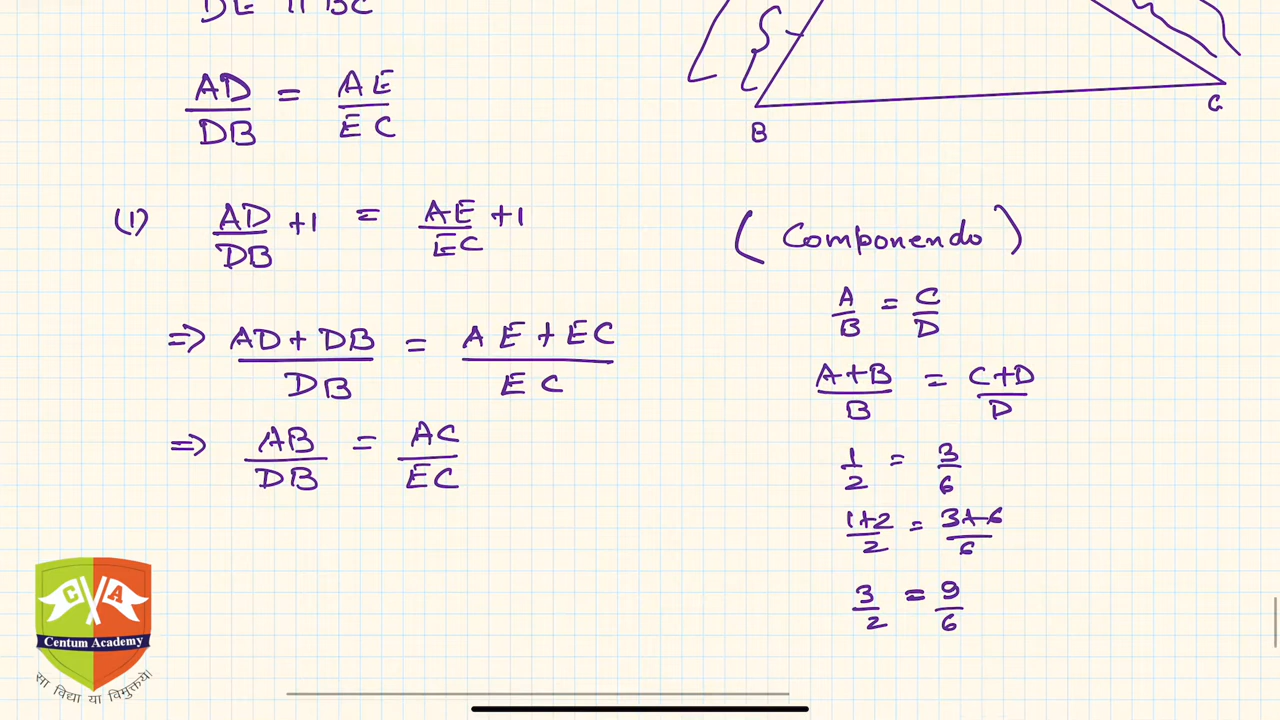 DE || BC
AD/DB = AE/EC
(1) AD/DB +1 = AE/EC +1
=> AD + DB/DB = AE + EC/EC
=> AB/DB = AC/EC
B
C
(Componendo)
A/B = C/D
A+B/B = C+D/D
1/2 = 3/6
1+2/2 = 3+6/6
3/2 = 9/6
C A
Centum Academy
सा विद्या या विमुक्तये।